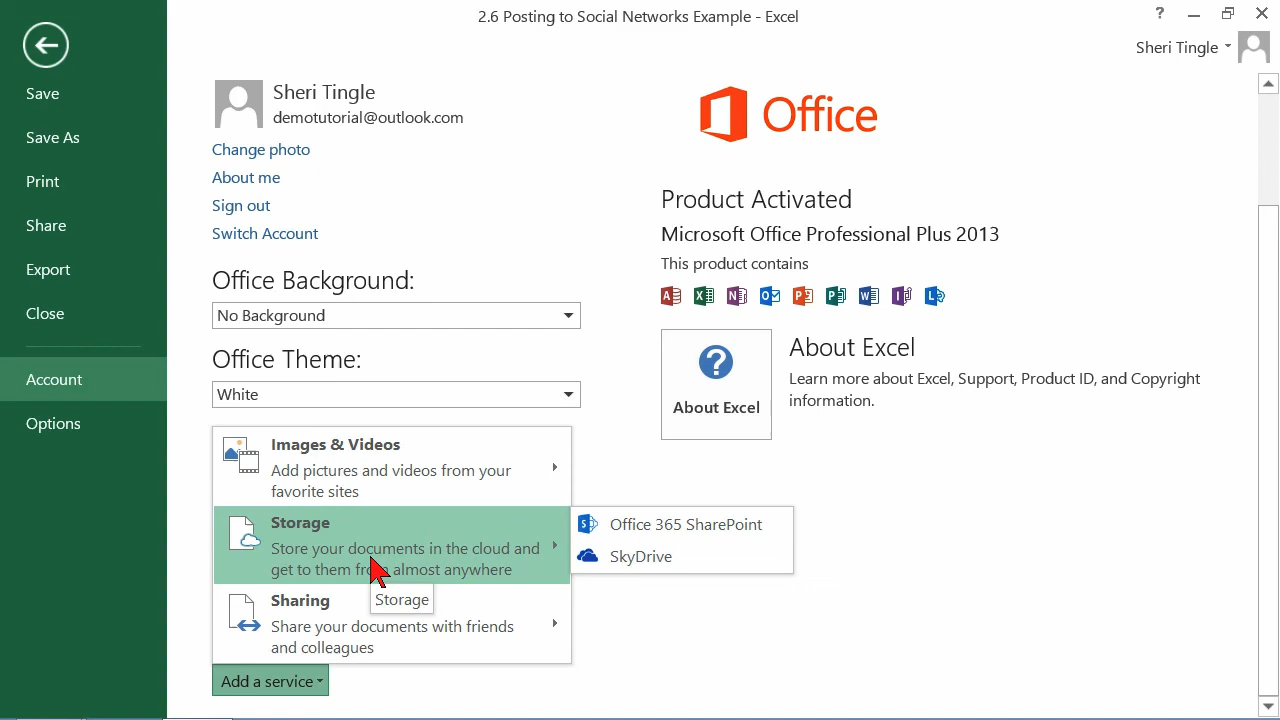 2.6 Posting to Social Networks Example - Excel
?
Sheri Tingle
Save
Save As
Print
Share
Export
Close
Account
Options
Sheri Tingle
demotutorial@outlook.com
Change photo
About me
Sign out
Switch Account
Office Background:
No Background
Office Theme:
White
Images & Videos
Add pictures and videos from your
favorite sites
Storage
Store your documents in the cloud and
get to them from almost anywhere
Storage
Sharing
Share your documents with friends
and colleagues
Add a service
Office 365 SharePoint
SkyDrive
Office
Product Activated
Microsoft Office Professional Plus 2013
This product contains
About Excel
About Excel
Learn more about Excel, Support, Product ID, and Copyright
information.